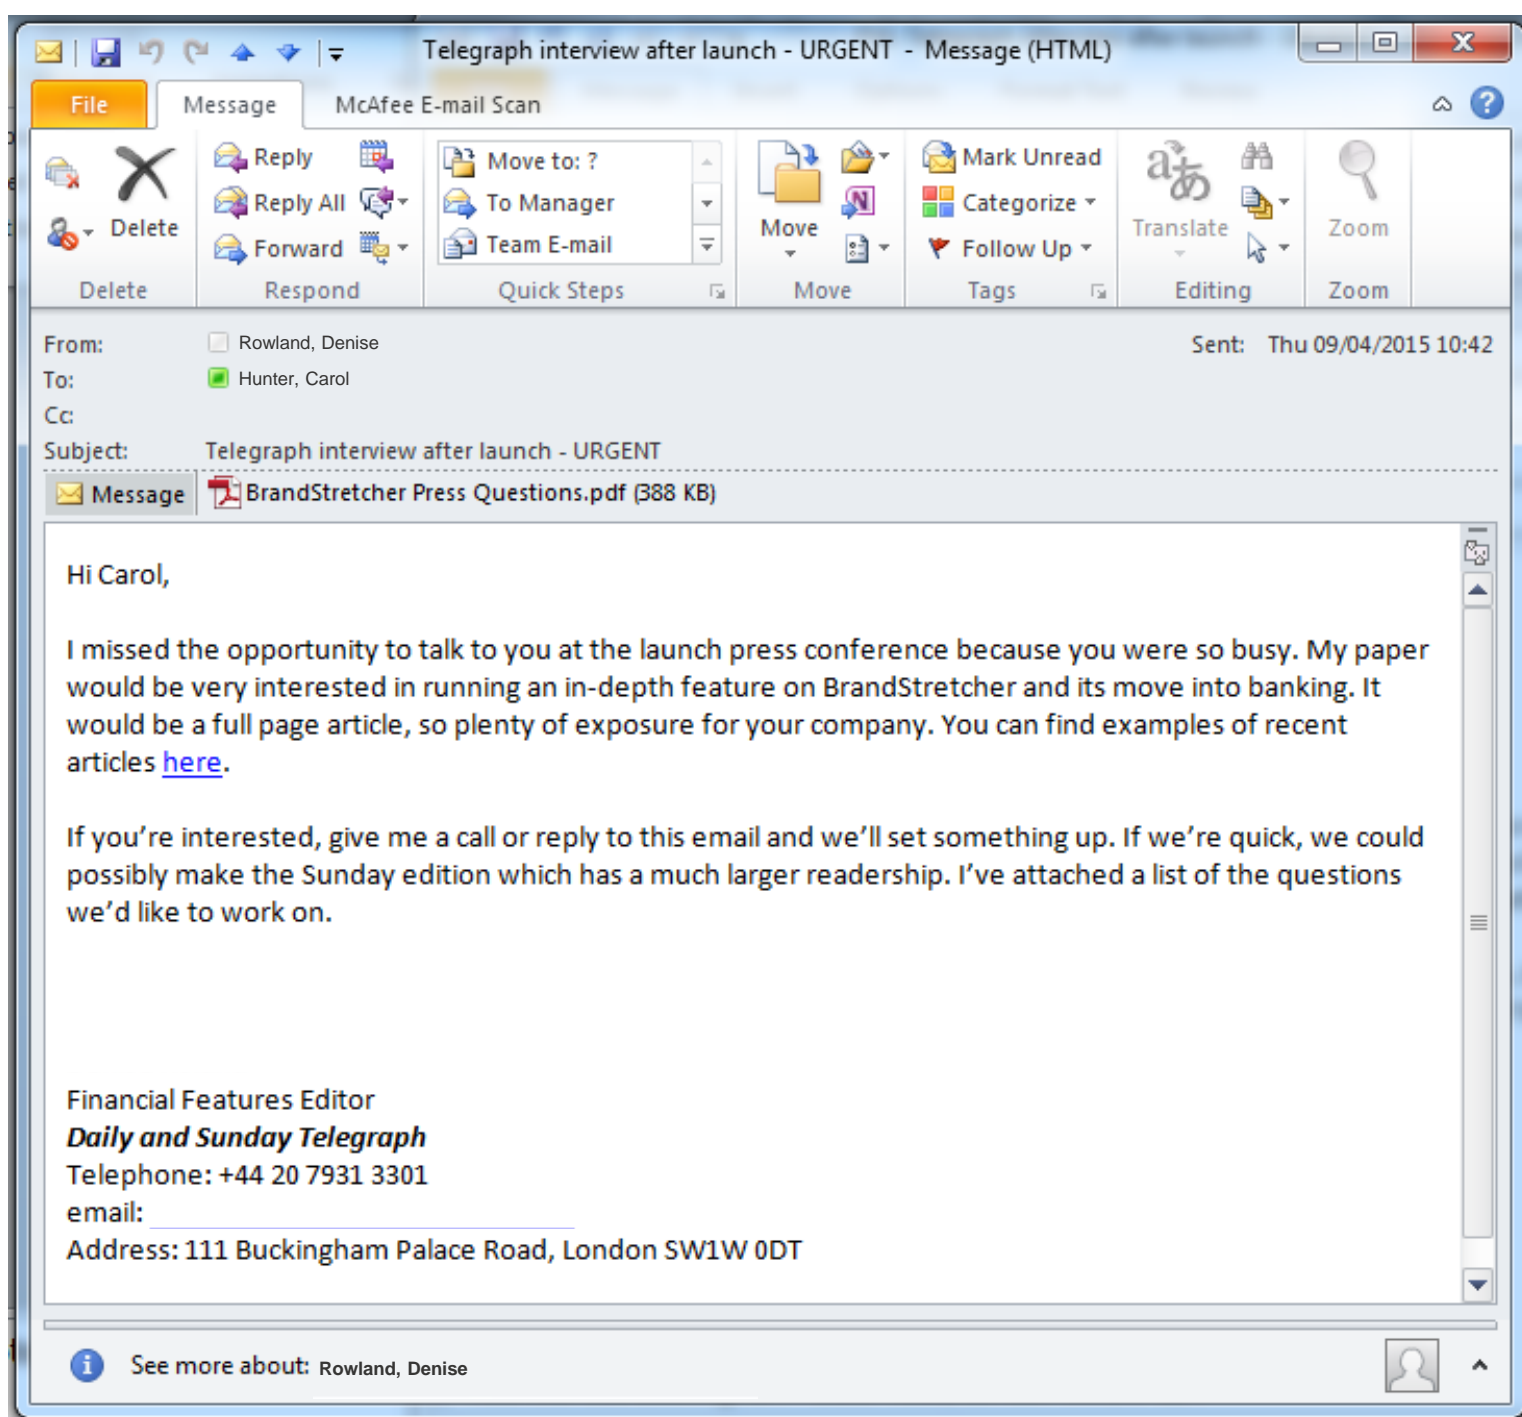 Telegraph interview after launch - URGENT - Message (HTML)
File Message McAfee E-mail Scan
Delete
Reply
Reply All
Forward
Move to: ?
To Manager
Team E-mail
Move
Mark Unread
Categorize
Follow Up
Translate
Zoom
Delete Respond Quick Steps Move Tags Editing Zoom
From: Rowland, Denise Sent: Thu 09/04/2015 10:42
To: Hunter, Carol
Cc:
Subject: Telegraph interview after launch - URGENT
Message BrandStretcher Press Questions.pdf (388 KB)
Hi Carol,
I missed the opportunity to talk to you at the launch press conference because you were so busy. My paper
would be very interested in running an in-depth feature on BrandStretcher and its move into banking. It
would be a full page article, so plenty of exposure for your company. You can find examples of recent
articles here.
If you’re interested, give me a call or reply to this email and we’ll set something up. If we’re quick, we could
possibly make the Sunday edition which has a much larger readership. I’ve attached a list of the questions
we’d like to work on.
Financial Features Editor
Daily and Sunday Telegraph
Telephone: +44 20 7931 3301
email:
Address: 111 Buckingham Palace Road, London SW1W 0DT
See more about: Rowland, Denise